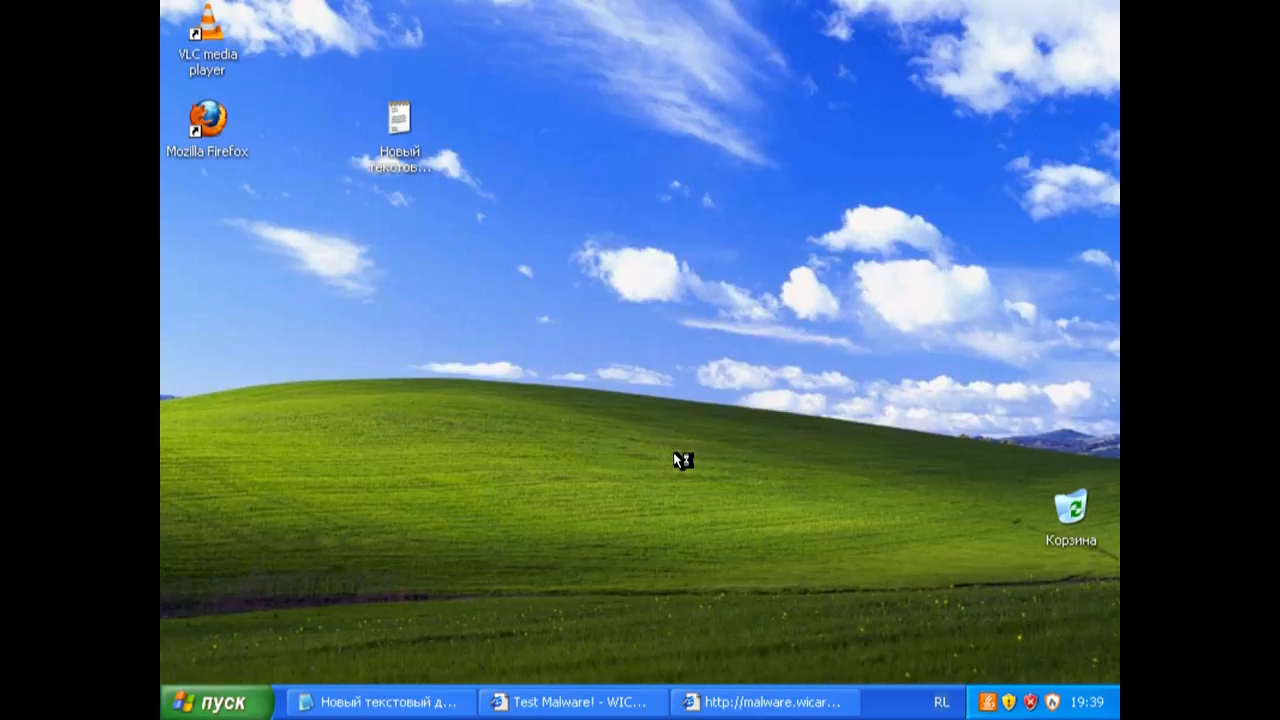 VLC media
player
Mozilla Firefox
Новый
текстов...
Корзина
пуск
Новый текстовый д...
Test Malware! - WIC...
http://malware.wicar...
RL
19:39